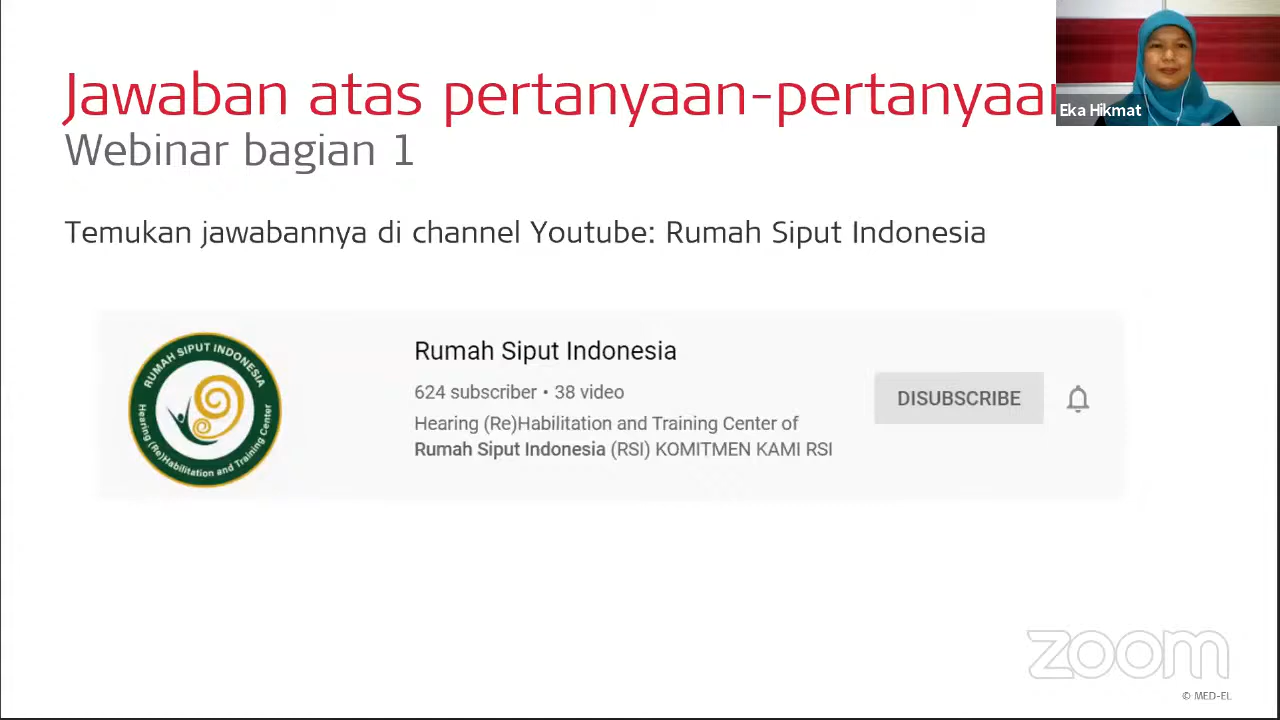 Jawaban atas pertanyaan-pertanyaan
Eka Hikmat
Webinar bagian 1
Temukan jawabannya di channel Youtube: Rumah Siput Indonesia
RUMAH SIPUT INDONESIA
Hearing (Re)Habilitation and Training Center
Rumah Siput Indonesia
624 subscriber • 38 video
Hearing (Re)Habilitation and Training Center of
Rumah Siput Indonesia (RSI) KOMITMEN KAMI RSI
DISUBSCRIBE
zoom
© MED-EL